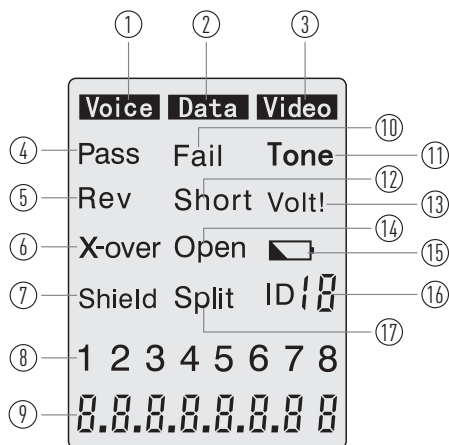 ① ② ③
Voice Data Video
④ Pass Fail ⑩ Tone ⑪
⑤ Rev Short ⑫ Volt! ⑬
⑥ X-over Open ⑭ ⑮
⑦ Shield Split ⑰ ID18 ⑯
⑧ 1 2 3 4 5 6 7 8
⑨ 8.8.8.8.8.8.8 8